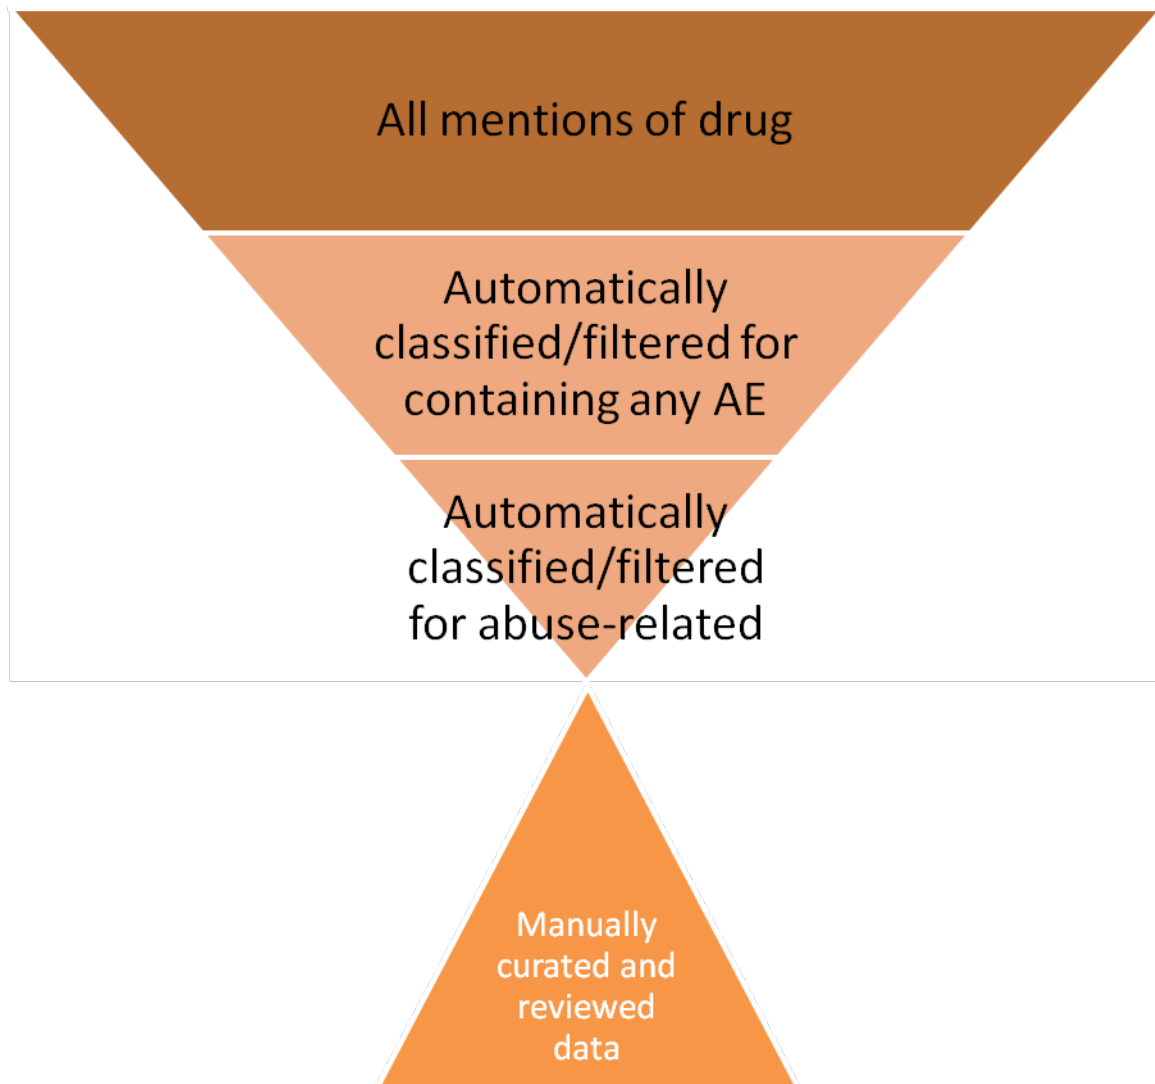 All mentions of drug
Automatically
classified/filtered for
containing any AE
Automatically
classified/filtered
for abuse-related
Manually
curated and
reviewed
data